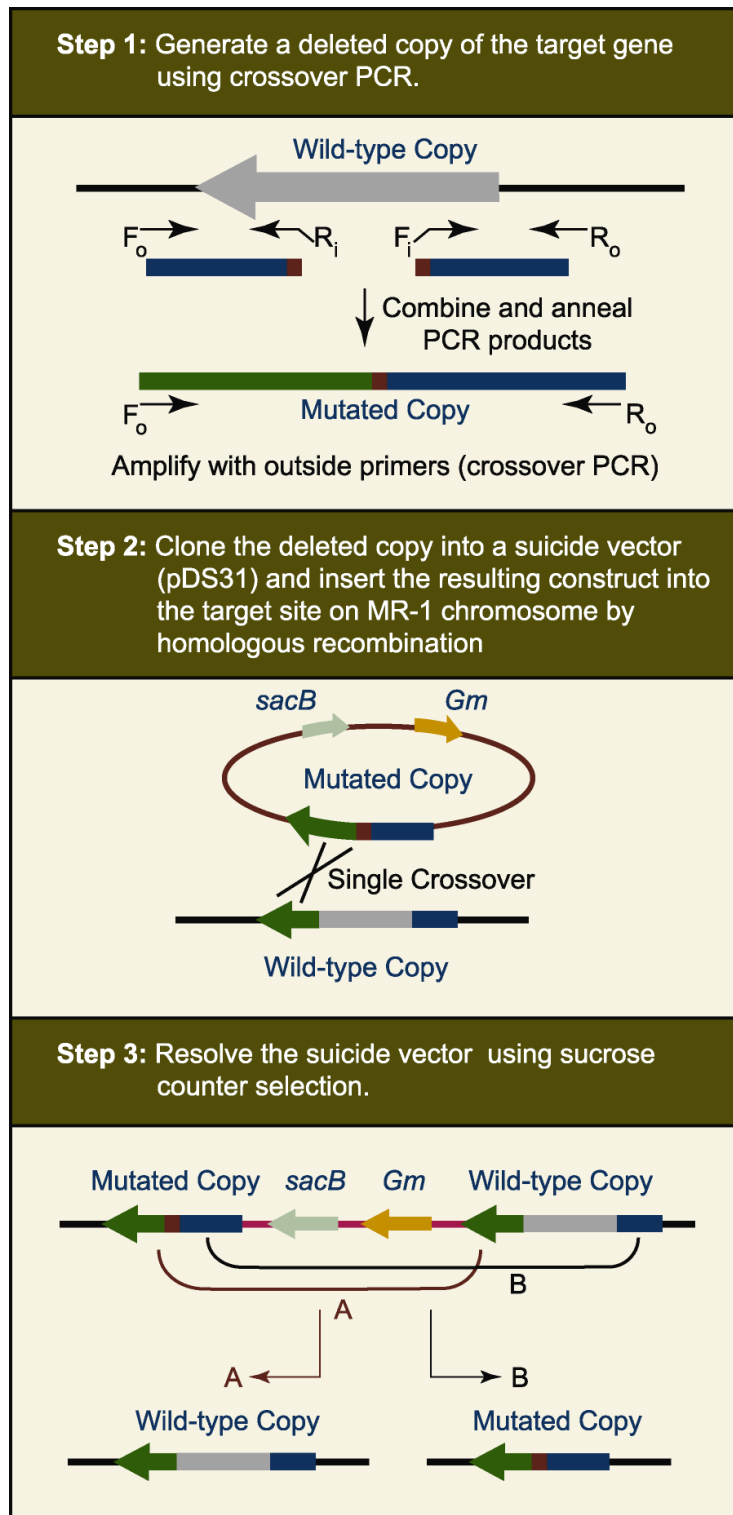 Step 1: Generate a deleted copy of the target gene
using crossover PCR.
Wild-type Copy
Fo
Ri
Fi
Ro
Combine and anneal
PCR products
Fo
Mutated Copy
Ro
Amplify with outside primers (crossover PCR)
Step 2: Clone the deleted copy into a suicide vector
(pDS31) and insert the resulting construct into
the target site on MR-1 chromosome by
homologous recombination
sacB
Gm
Mutated Copy
Single Crossover
Wild-type Copy
Step 3: Resolve the suicide vector using sucrose
counter selection.
Mutated Copy
sacB
Gm
Wild-type Copy
B
A
A
B
Wild-type Copy
Mutated Copy